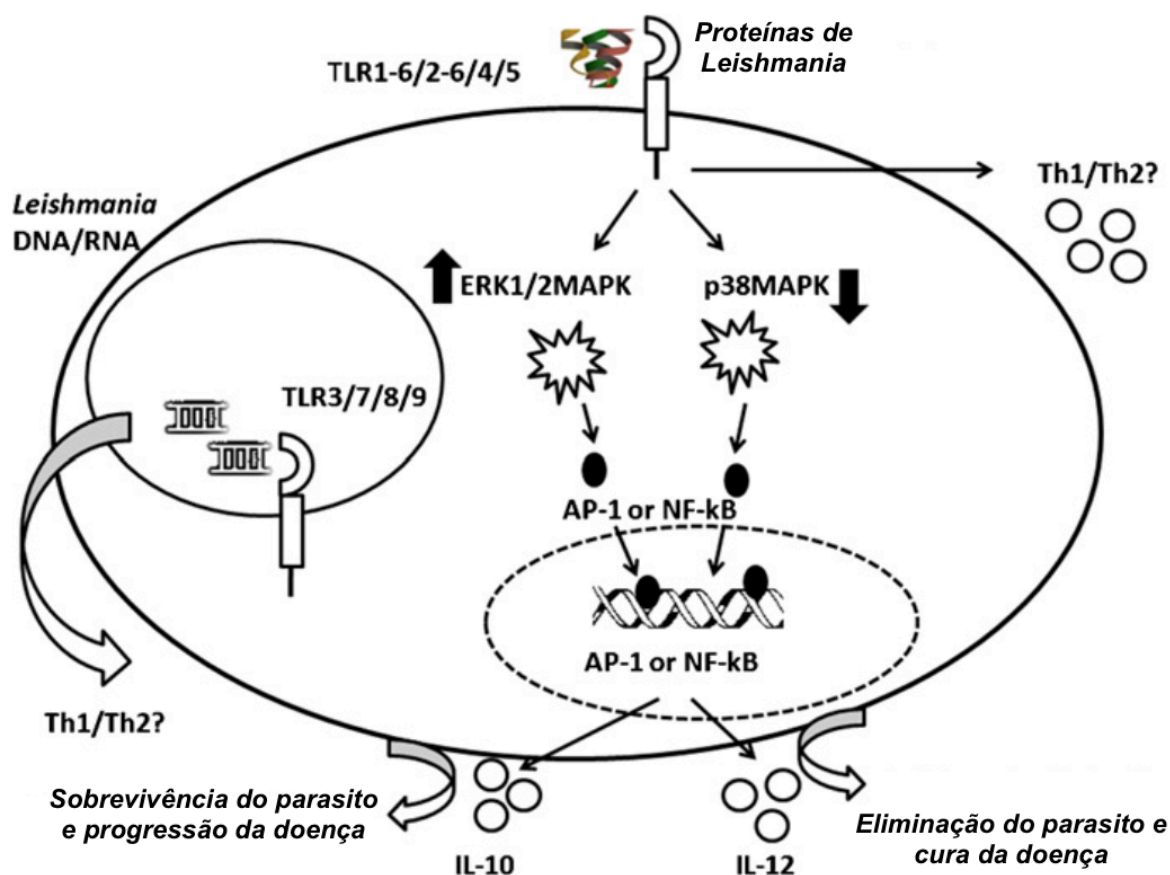 Proteínas de
Leishmania
TLR1-6/2-6/4/5
Th1/Th2?
Leishmania
DNA/RNA
ERK1/2MAPK
p38MAPK
TLR3/7/8/9
AP-1 or NF-kB
AP-1 or NF-kB
Th1/Th2?
Sobrevivência do parasito
e progressão da doença
IL-10
IL-12
Eliminação do parasito e
cura da doença